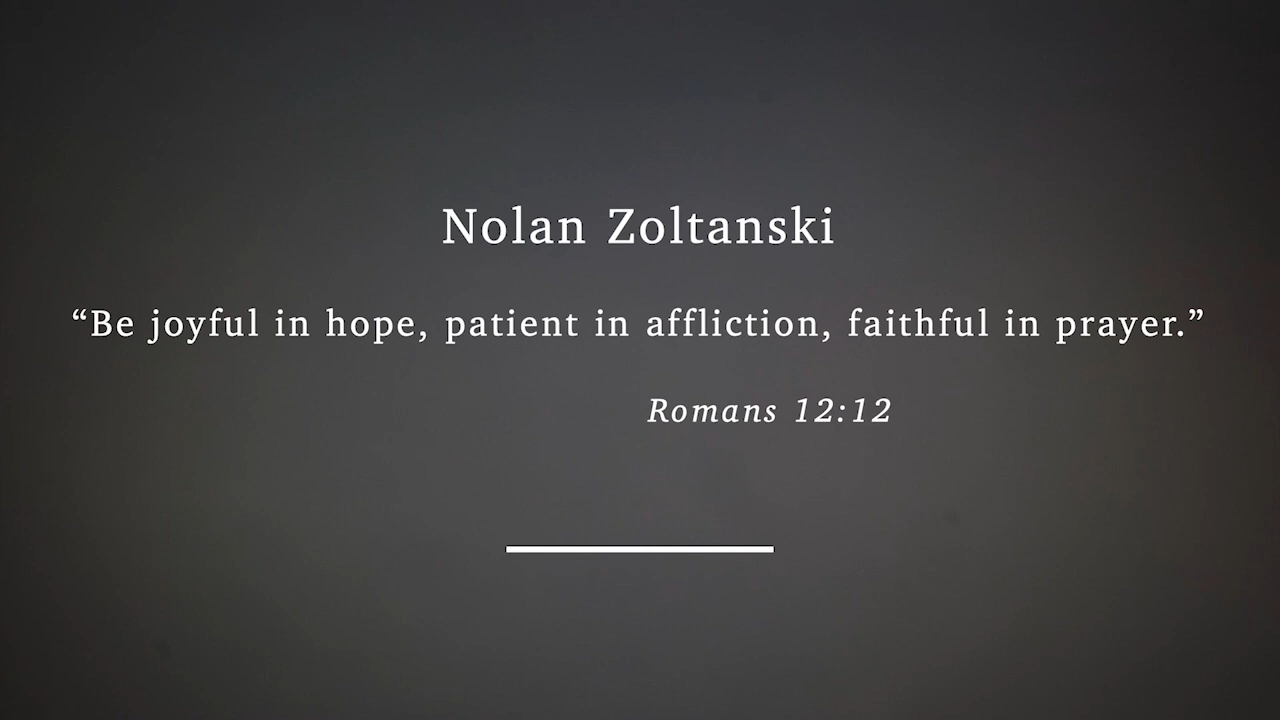 Nolan Zoltanski
“Be joyful in hope, patient in affliction, faithful in prayer.”
Romans 12:12